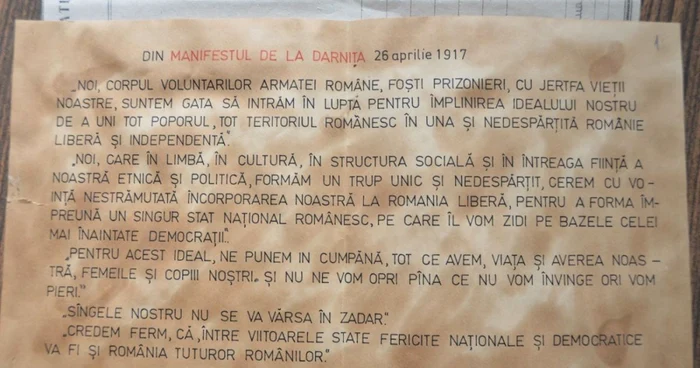 DIN MANIFESTUL DE LA DARNIȚA 26 aprilie 1917
„NOI, CORPUL VOLUNTARILOR ARMATEI ROMÂNE, FOȘTI PRIZONIERI, CU JERTFA VIEȚII
NOASTRE, SUNTEM GATA SĂ INTRĂM ÎN LUPTĂ PENTRU ÎMPLINIREA IDEALULUI NOSTRU
DE A UNI TOT POPORUL, TOT TERITORIUL ROMÂNESC ÎN UNA ȘI NEDESPĂRȚITĂ ROMÂNIE
LIBERĂ ȘI INDEPENDENTĂ”.
„NOI, CARE ÎN LIMBĂ, ÎN CULTURĂ, ÎN STRUCTURA SOCIALĂ ȘI ÎN ÎNTREAGA FIINȚĂ A
NOASTRĂ ETNICĂ ȘI POLITICĂ, FORMĂM UN TRUP UNIC ȘI NEDESPĂRȚIT, CEREM CU VO-
INȚĂ NESTRĂMUTATĂ ÎNCORPORAREA NOASTRĂ LA ROMANIA LIBERĂ, PENTRU A FORMA ÎM-
PREUNĂ UN SINGUR STAT NAȚIONAL ROMÂNESC, PE CARE ÎL VOM ZIDI PE BAZELE CELEI
MAI ÎNAINTATE DEMOCRAȚII”.
„PENTRU ACEST IDEAL, NE PUNEM IN CUMPĂNĂ, TOT CE AVEM, VIAȚA ȘI AVEREA NOAS-
TRĂ, FEMEILE ȘI COPIII NOȘTRI, ȘI NU NE VOM OPRI PÎNA CE NU VOM ÎNVINGE ORI VOM
PIERI.”
„SÎNGELE NOSTRU NU SE VA VĂRSA ÎN ZADAR.”
„CREDEM FERM, CĂ, ÎNTRE VIITOARELE STATE FERICITE NAȚIONALE ȘI DEMOCRATICE
VA FI ȘI ROMÂNIA TUTUROR ROMÂNILOR.”